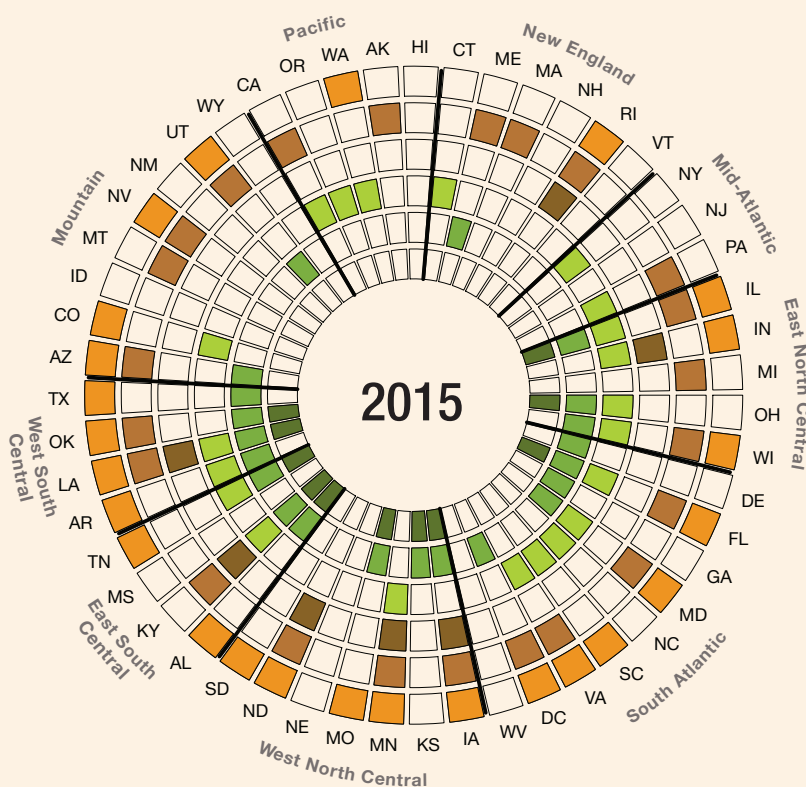 Pacific
New England
Mid-Atlantic
East North Central
South Atlantic
West North Central
East South
Central
West South
Central
Mountain
HI
CT
ME
MA
NH
RI
VT
NY
NJ
PA
IL
IN
MI
OH
WI
DE
FL
GA
MD
NC
SC
VA
DC
WV
IA
KS
MN
MO
NE
ND
SD
AL
KY
MS
TN
AR
LA
OK
TX
AZ
CO
ID
MT
NV
NM
UT
WY
CA
OR
WA
AK
2015